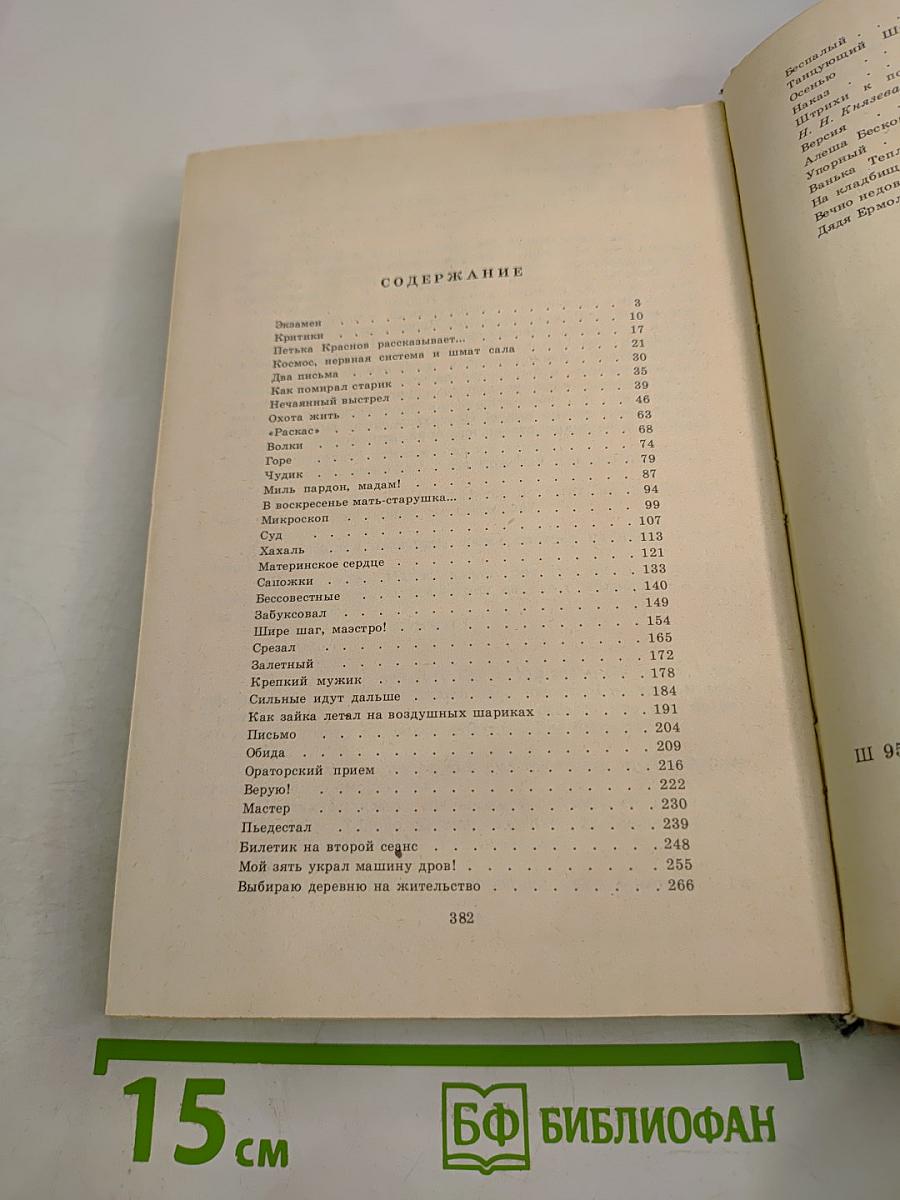 СОДЕРЖАНИЕ
Экзамен . . . . . . . . . . . . . . . . . 3
Критики . . . . . . . . . . . . . . . . . 10
Петька Краснов рассказывает... . . . . . . . . 17
Космос, нервная система и шмат сала . . . . . . 21
Два письма . . . . . . . . . . . . . . . . 30
Как помирал старик . . . . . . . . . . . . . 35
Нечаянный выстрел . . . . . . . . . . . . . 39
Охота жить . . . . . . . . . . . . . . . . 46
«Раскас» . . . . . . . . . . . . . . . . . 63
Волки . . . . . . . . . . . . . . . . . . 68
Горе . . . . . . . . . . . . . . . . . . 74
Чудик . . . . . . . . . . . . . . . . . . 79
Миль пардон, мадам! . . . . . . . . . . . . . 87
В воскресенье мать-старушка... . . . . . . . . . 94
Микроскоп . . . . . . . . . . . . . . . . 99
Суд . . . . . . . . . . . . . . . . . . 107
Хахаль . . . . . . . . . . . . . . . . . 113
Материнское сердце . . . . . . . . . . . . . 121
Сапожки . . . . . . . . . . . . . . . . . 133
Бессовестные . . . . . . . . . . . . . . . 140
Забуксовал . . . . . . . . . . . . . . . . 149
Шире шаг, маэстро! . . . . . . . . . . . . . 154
Срезал . . . . . . . . . . . . . . . . . 165
Залетный . . . . . . . . . . . . . . . . 172
Крепкий мужик . . . . . . . . . . . . . . 178
Сильные идут дальше . . . . . . . . . . . . 184
Как зайка летал на воздушных шариках . . . . . . 191
Письмо . . . . . . . . . . . . . . . . . 204
Обида . . . . . . . . . . . . . . . . . . 209
Ораторский прием . . . . . . . . . . . . . 216
Верую! . . . . . . . . . . . . . . . . . 222
Мастер . . . . . . . . . . . . . . . . . 230
Пьедестал . . . . . . . . . . . . . . . . 239
Билетик на второй сеанс . . . . . . . . . . . 248
Мой зять украл машину дров! . . . . . . . . . . 255
Выбираю деревню на жительство . . . . . . . . . 266
382
Беспалый . .
Танцующий
Осенью . .
Наказ . . .
Штрихи к
Н. Н. Князева
Версия .
Алеша
Упорный .
Ванька
На
Вечно
Дядя
Ш 95
15 см
БФ БИБЛИОФАН